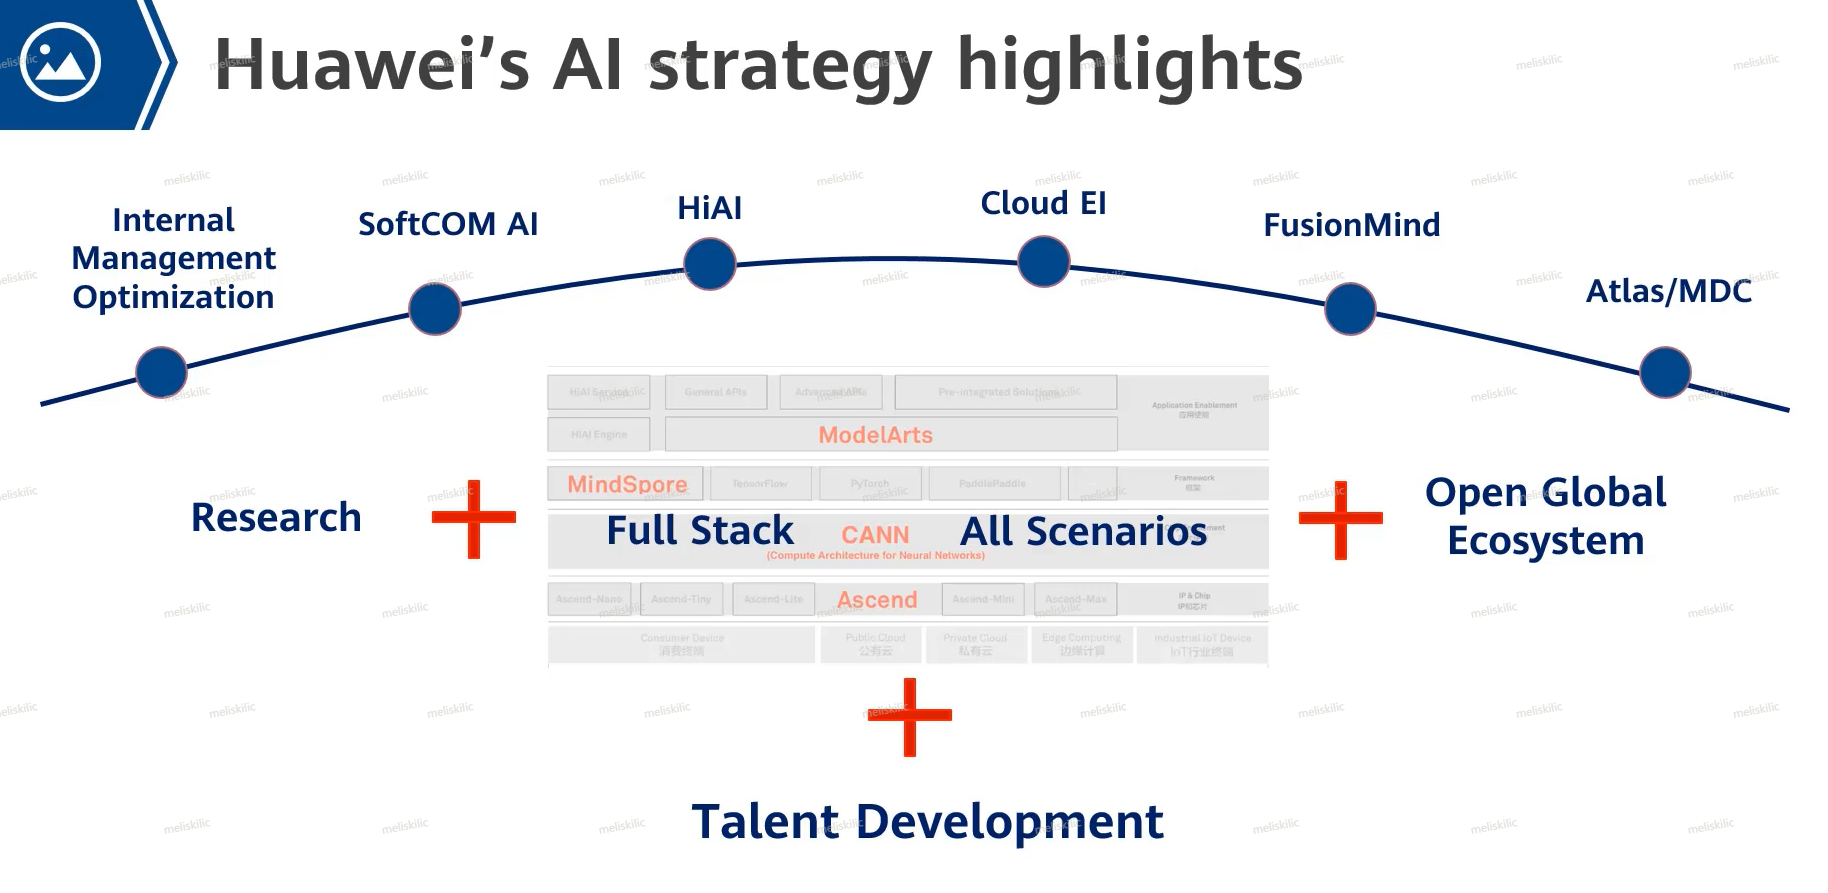 Huawei’s AI strategy highlights
Internal
Management
Optimization
SoftCOM AI
HiAI
Cloud EI
FusionMind
Atlas/MDC
HiAI Service
General APIs
Advanced APIs
Pre-integrated Solutions
Application Enablement
应用使能
HiAI Engine
ModelArts
MindSpore
TensorFlow
PyTorch
PaddlePaddle
Framework
框架
Research
Full Stack
CANN
(Compute Architecture for Neural Networks)
All Scenarios
Open Global
Ecosystem
Ascend-Nano
Ascend-Tiny
Ascend-Lite
Ascend
Ascend-Mini
Ascend-Max
IP & Chip
IP和芯片
Consumer Device
消费终端
Public Cloud
公有云
Private Cloud
私有云
Edge Computing
边缘计算
Industrial IoT Device
IoT行业终端
Talent Development
meliskilic